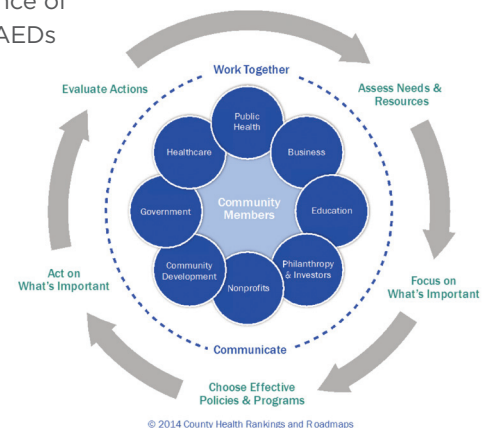 of
AEDs
Work Together
Evaluate Actions
Assess Needs &
Resources
Public
Health
Healthcare
Business
Community
Members
Government
Education
Community
Development
Philanthropy
& Investors
Nonprofits
Act on
What's Important
Focus on
What's Important
Communicate
Choose Effective
Policies & Programs
© 2014 County Health Rankings and Roadmaps